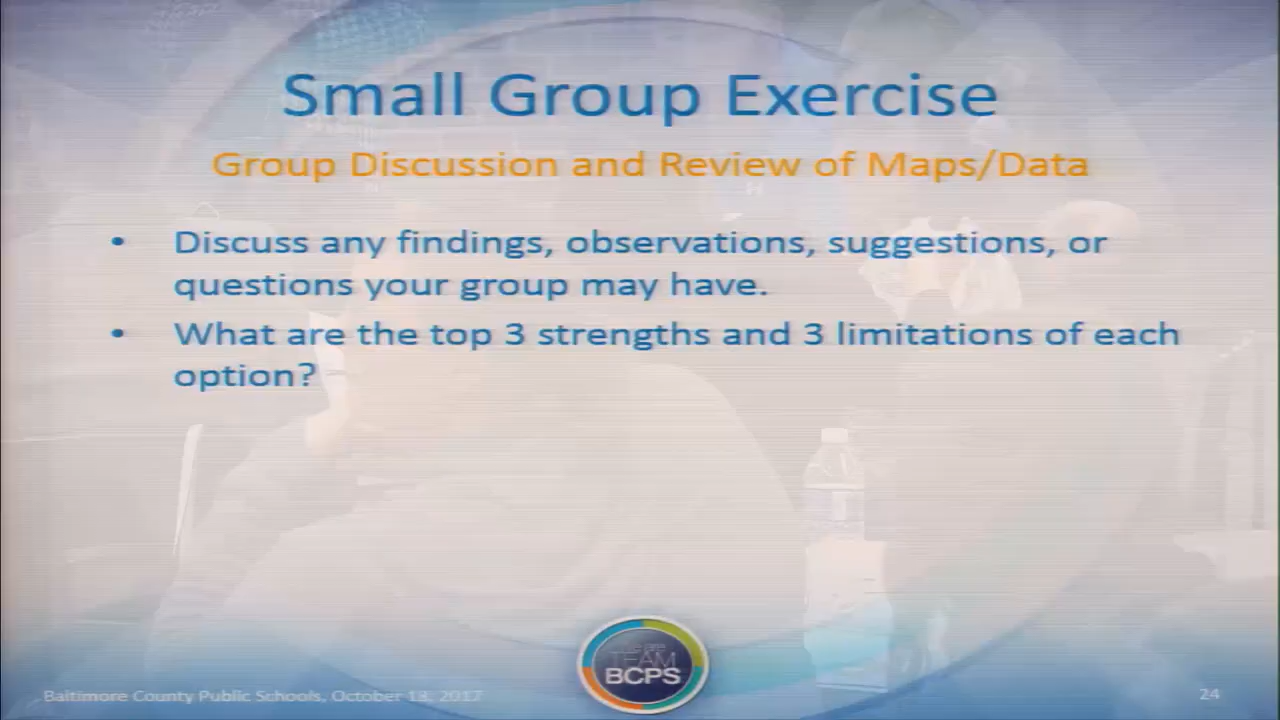 Small Group Exercise
Group Discussion and Review of Maps/Data
• Discuss any findings, observations, suggestions, or
questions your group may have.
• What are the top 3 strengths and 3 limitations of each
option?
TEAM
BCPS
Baltimore County Public Schools, October 13, 2017
24